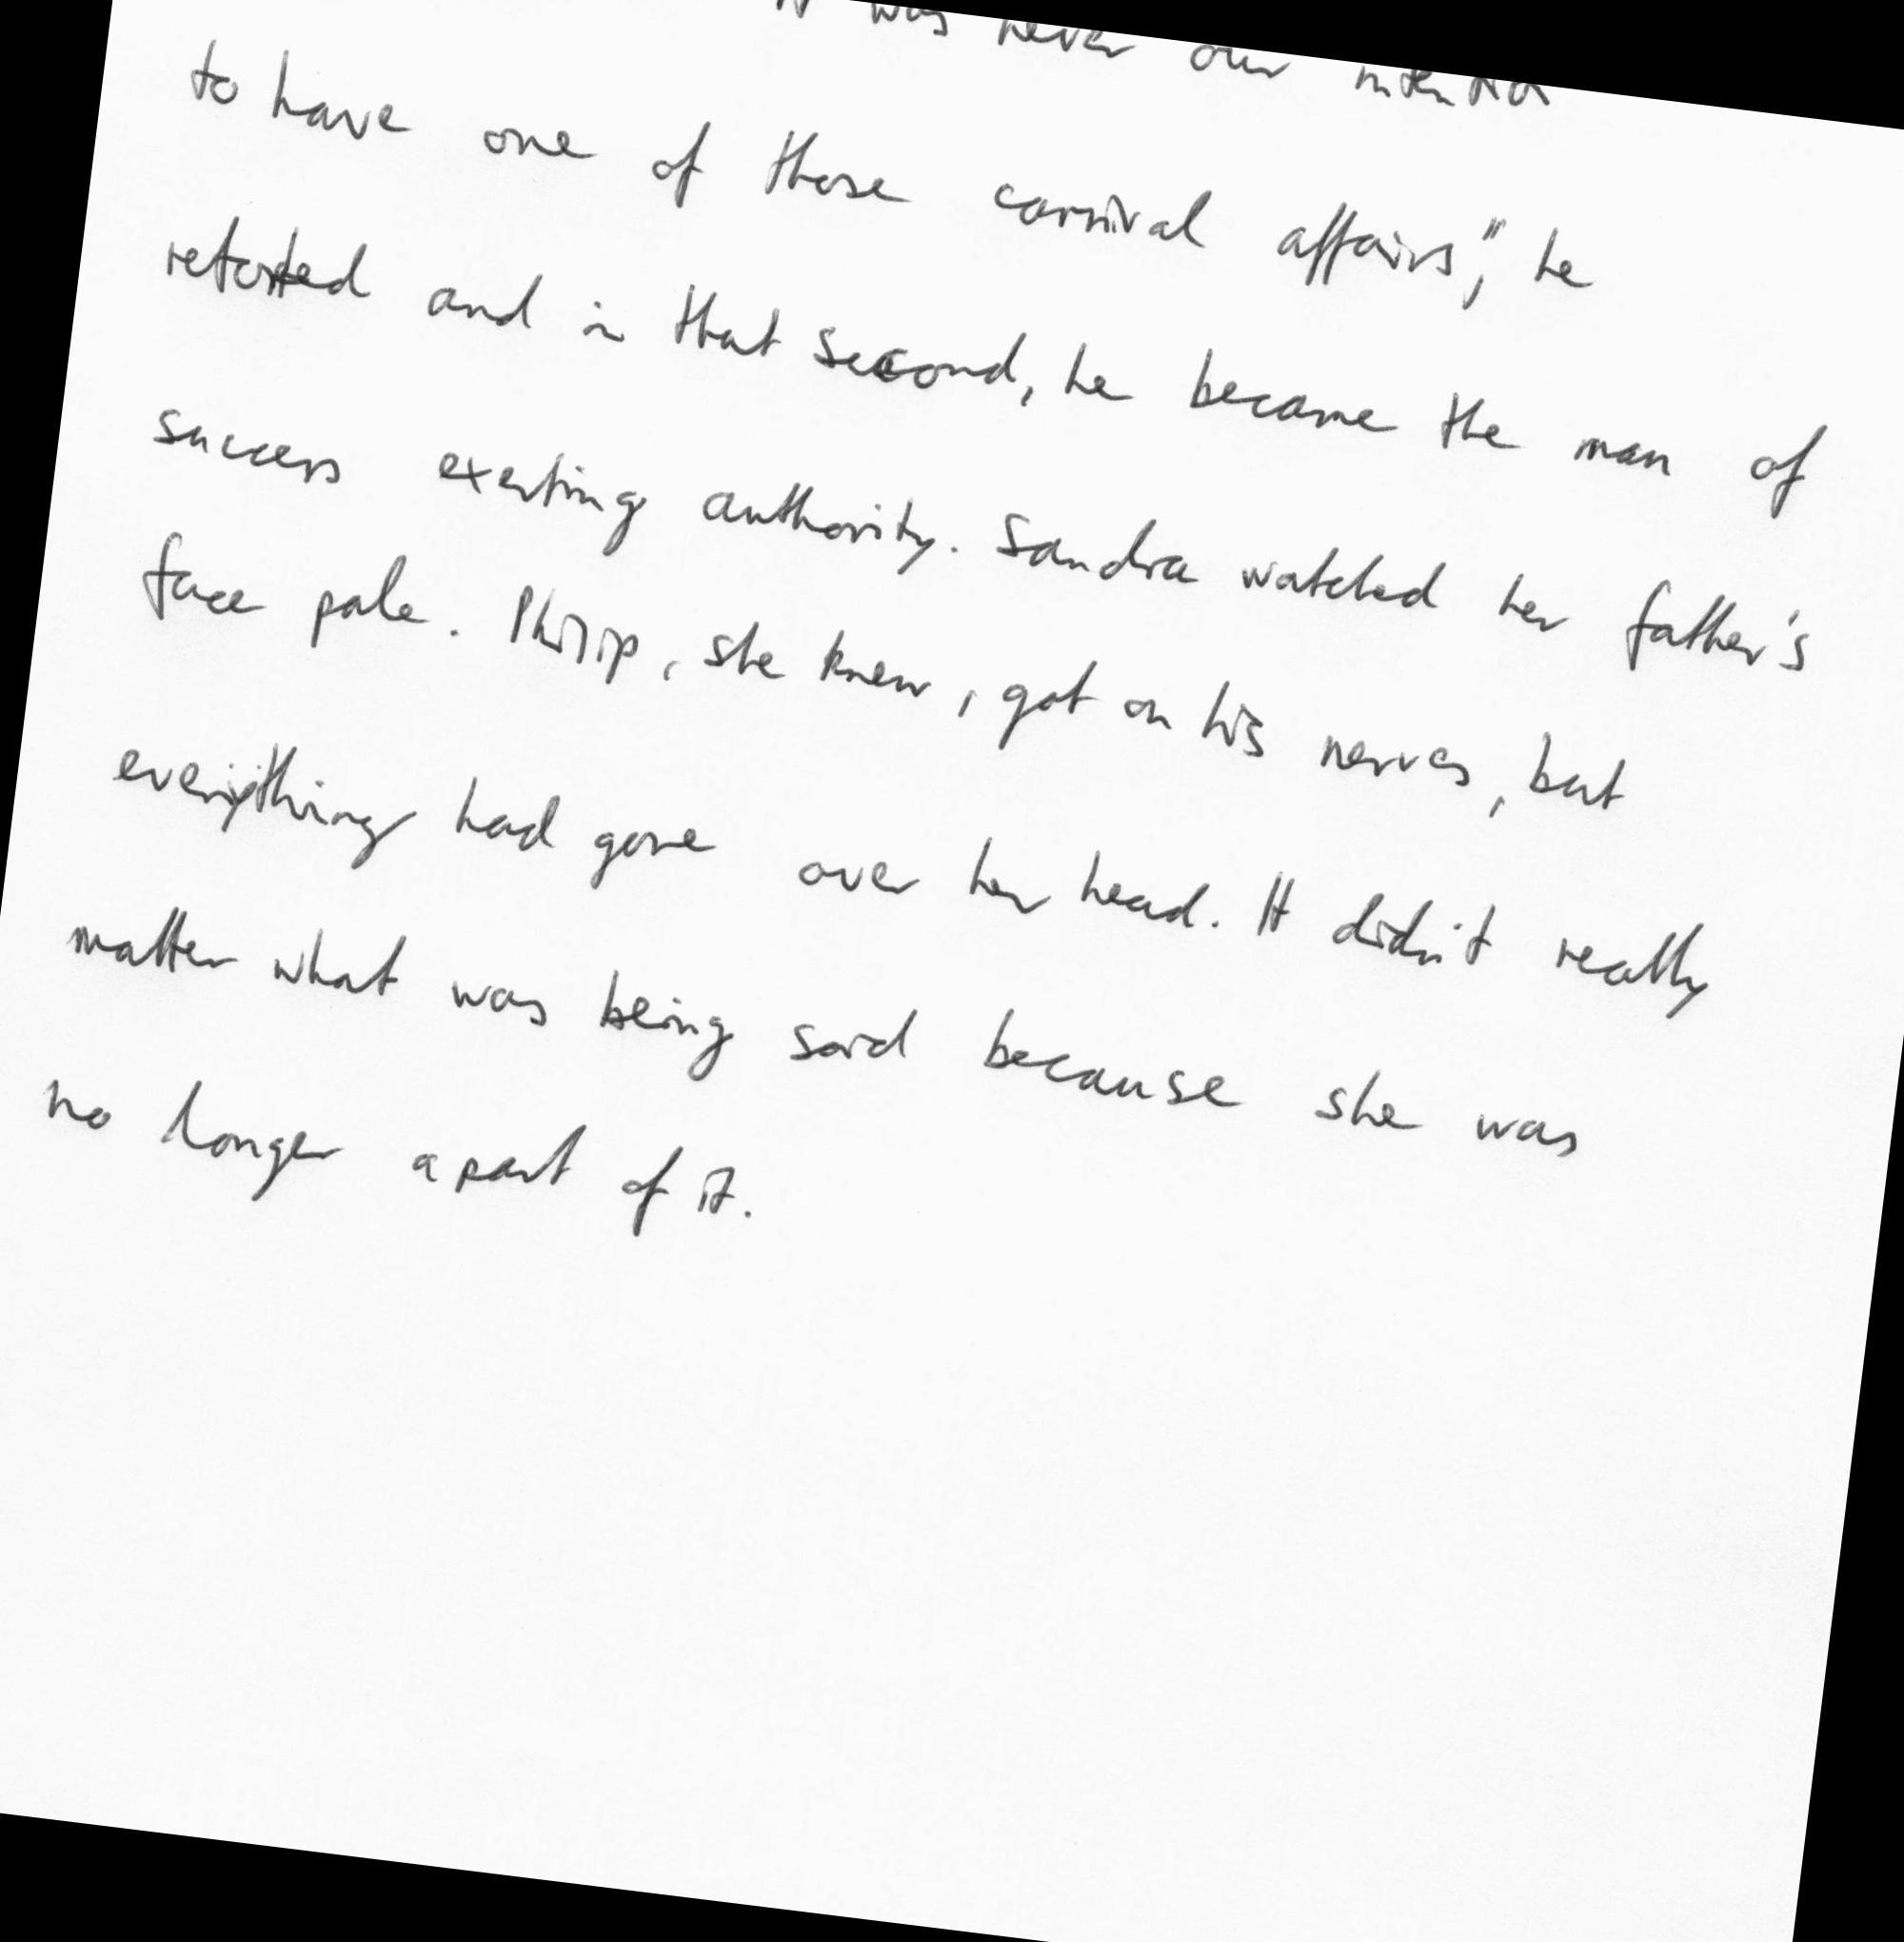 was never our
to have one of those carnival affairs," he
retorted and in that second, he became the man of
success exerting authority. Sandra watched her father's
face pale. Philip, she knew, got on his nerves, but
everything had gone over her head. It didn't really
matter what was being said because she was
no longer a part of it.